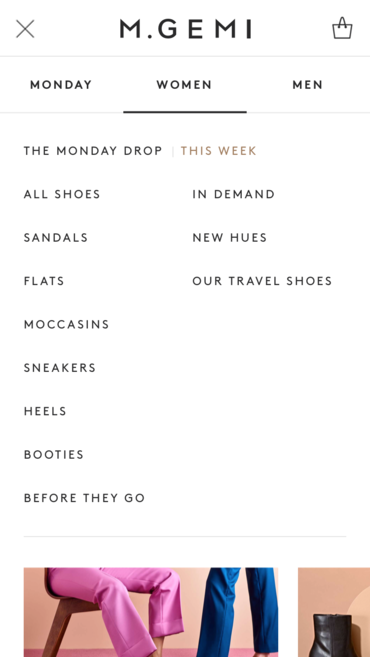 M.GEMI
MONDAY WOMEN MEN
THE MONDAY DROP | THIS WEEK
ALL SHOES
SANDALS
FLATS
MOCCASINS
SNEAKERS
HEELS
BOOTIES
BEFORE THEY GO
IN DEMAND
NEW HUES
OUR TRAVEL SHOES